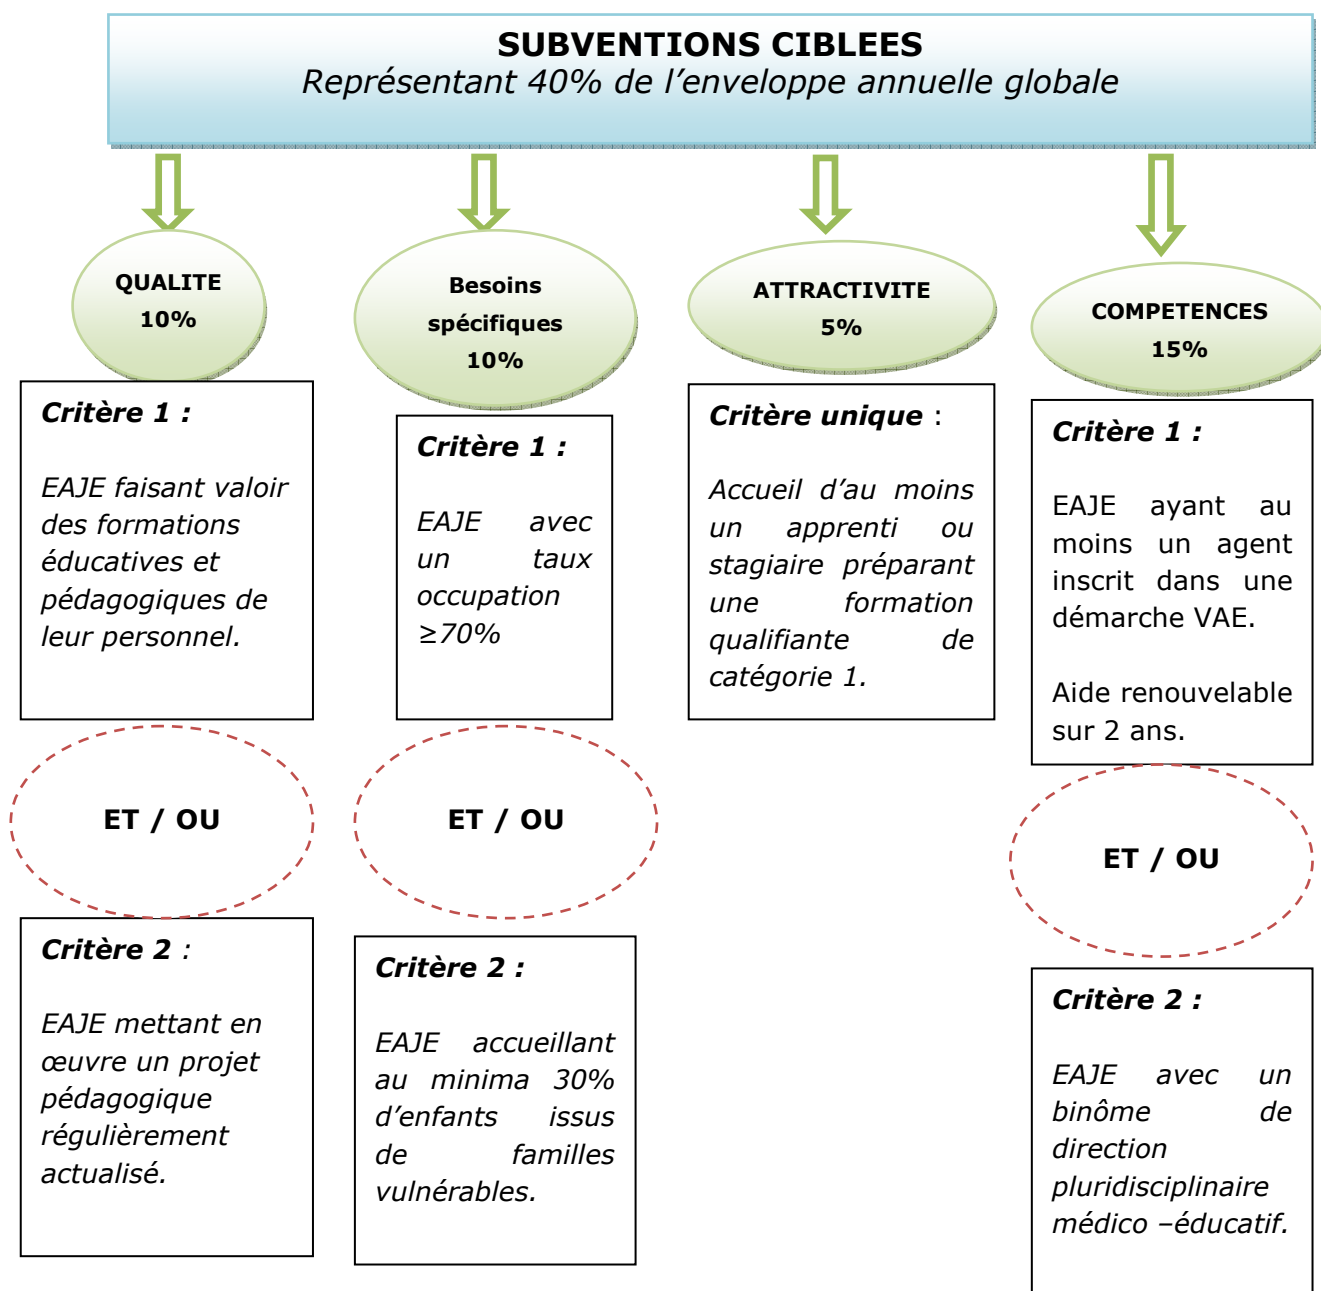 SUBVENTIONS CIBLEES
Représentant 40% de l’enveloppe annuelle globale
QUALITE
10%
Critère 1 :
EAJE faisant valoir
des formations
éducatives et
pédagogiques de
leur personnel.
ET / OU
Critère 2 :
EAJE mettant en
œuvre un projet
pédagogique
régulièrement
actualisé.
Besoins
spécifiques
10%
Critère 1 :
EAJE avec
un taux
occupation
≥70%
ET / OU
Critère 2 :
EAJE accueillant
au minima 30%
d’enfants issus
de familles
vulnérables.
ATTRACTIVITE
5%
Critère unique :
Accueil d’au moins
un apprenti ou
stagiaire préparant
une formation
qualifiante de
catégorie 1.
COMPETENCES
15%
Critère 1 :
EAJE ayant au
moins un agent
inscrit dans une
démarche VAE.
Aide renouvelable
sur 2 ans.
ET / OU
Critère 2 :
EAJE avec un
binôme de
direction
pluridisciplinaire
médico –éducatif.